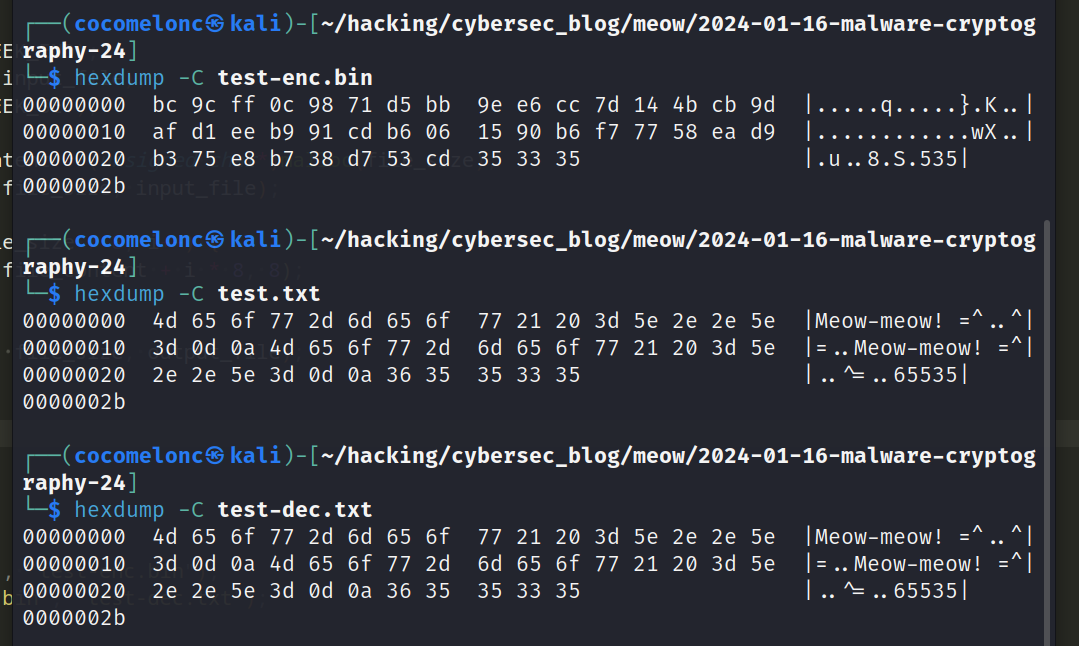 ┌──(cocomelonc㉿kali)-[~/hacking/cybersec_blog/meow/2024-01-16-malware-cryptog
raphy-24]
└─$ hexdump -C test-enc.bin
00000000  bc 9c ff 0c 98 71 d5 bb  9e e6 cc 7d 14 4b cb 9d  |.....q.....}.K..|
00000010  af d1 ee b9 91 cd b6 06  15 90 b6 f7 77 58 ea d9  |............wX..|
00000020  b3 75 e8 b7 38 d7 53 cd  35 33 35                 |.u..8.S.535|
0000002b
┌──(cocomelonc㉿kali)-[~/hacking/cybersec_blog/meow/2024-01-16-malware-cryptog
raphy-24]
└─$ hexdump -C test.txt
00000000  4d 65 6f 77 2d 6d 65 6f  77 21 20 3d 5e 2e 2e 5e  |Meow-meow! =^..^|
00000010  3d 0d 0a 4d 65 6f 77 2d  6d 65 6f 77 21 20 3d 5e  |=..Meow-meow! =^|
00000020  2e 2e 5e 3d 0d 0a 36 35  35 33 35                 |..^=..65535|
0000002b
┌──(cocomelonc㉿kali)-[~/hacking/cybersec_blog/meow/2024-01-16-malware-cryptog
raphy-24]
└─$ hexdump -C test-dec.txt
00000000  4d 65 6f 77 2d 6d 65 6f  77 21 20 3d 5e 2e 2e 5e  |Meow-meow! =^..^|
00000010  3d 0d 0a 4d 65 6f 77 2d  6d 65 6f 77 21 20 3d 5e  |=..Meow-meow! =^|
00000020  2e 2e 5e 3d 0d 0a 36 35  35 33 35                 |..^=..65535|
0000002b